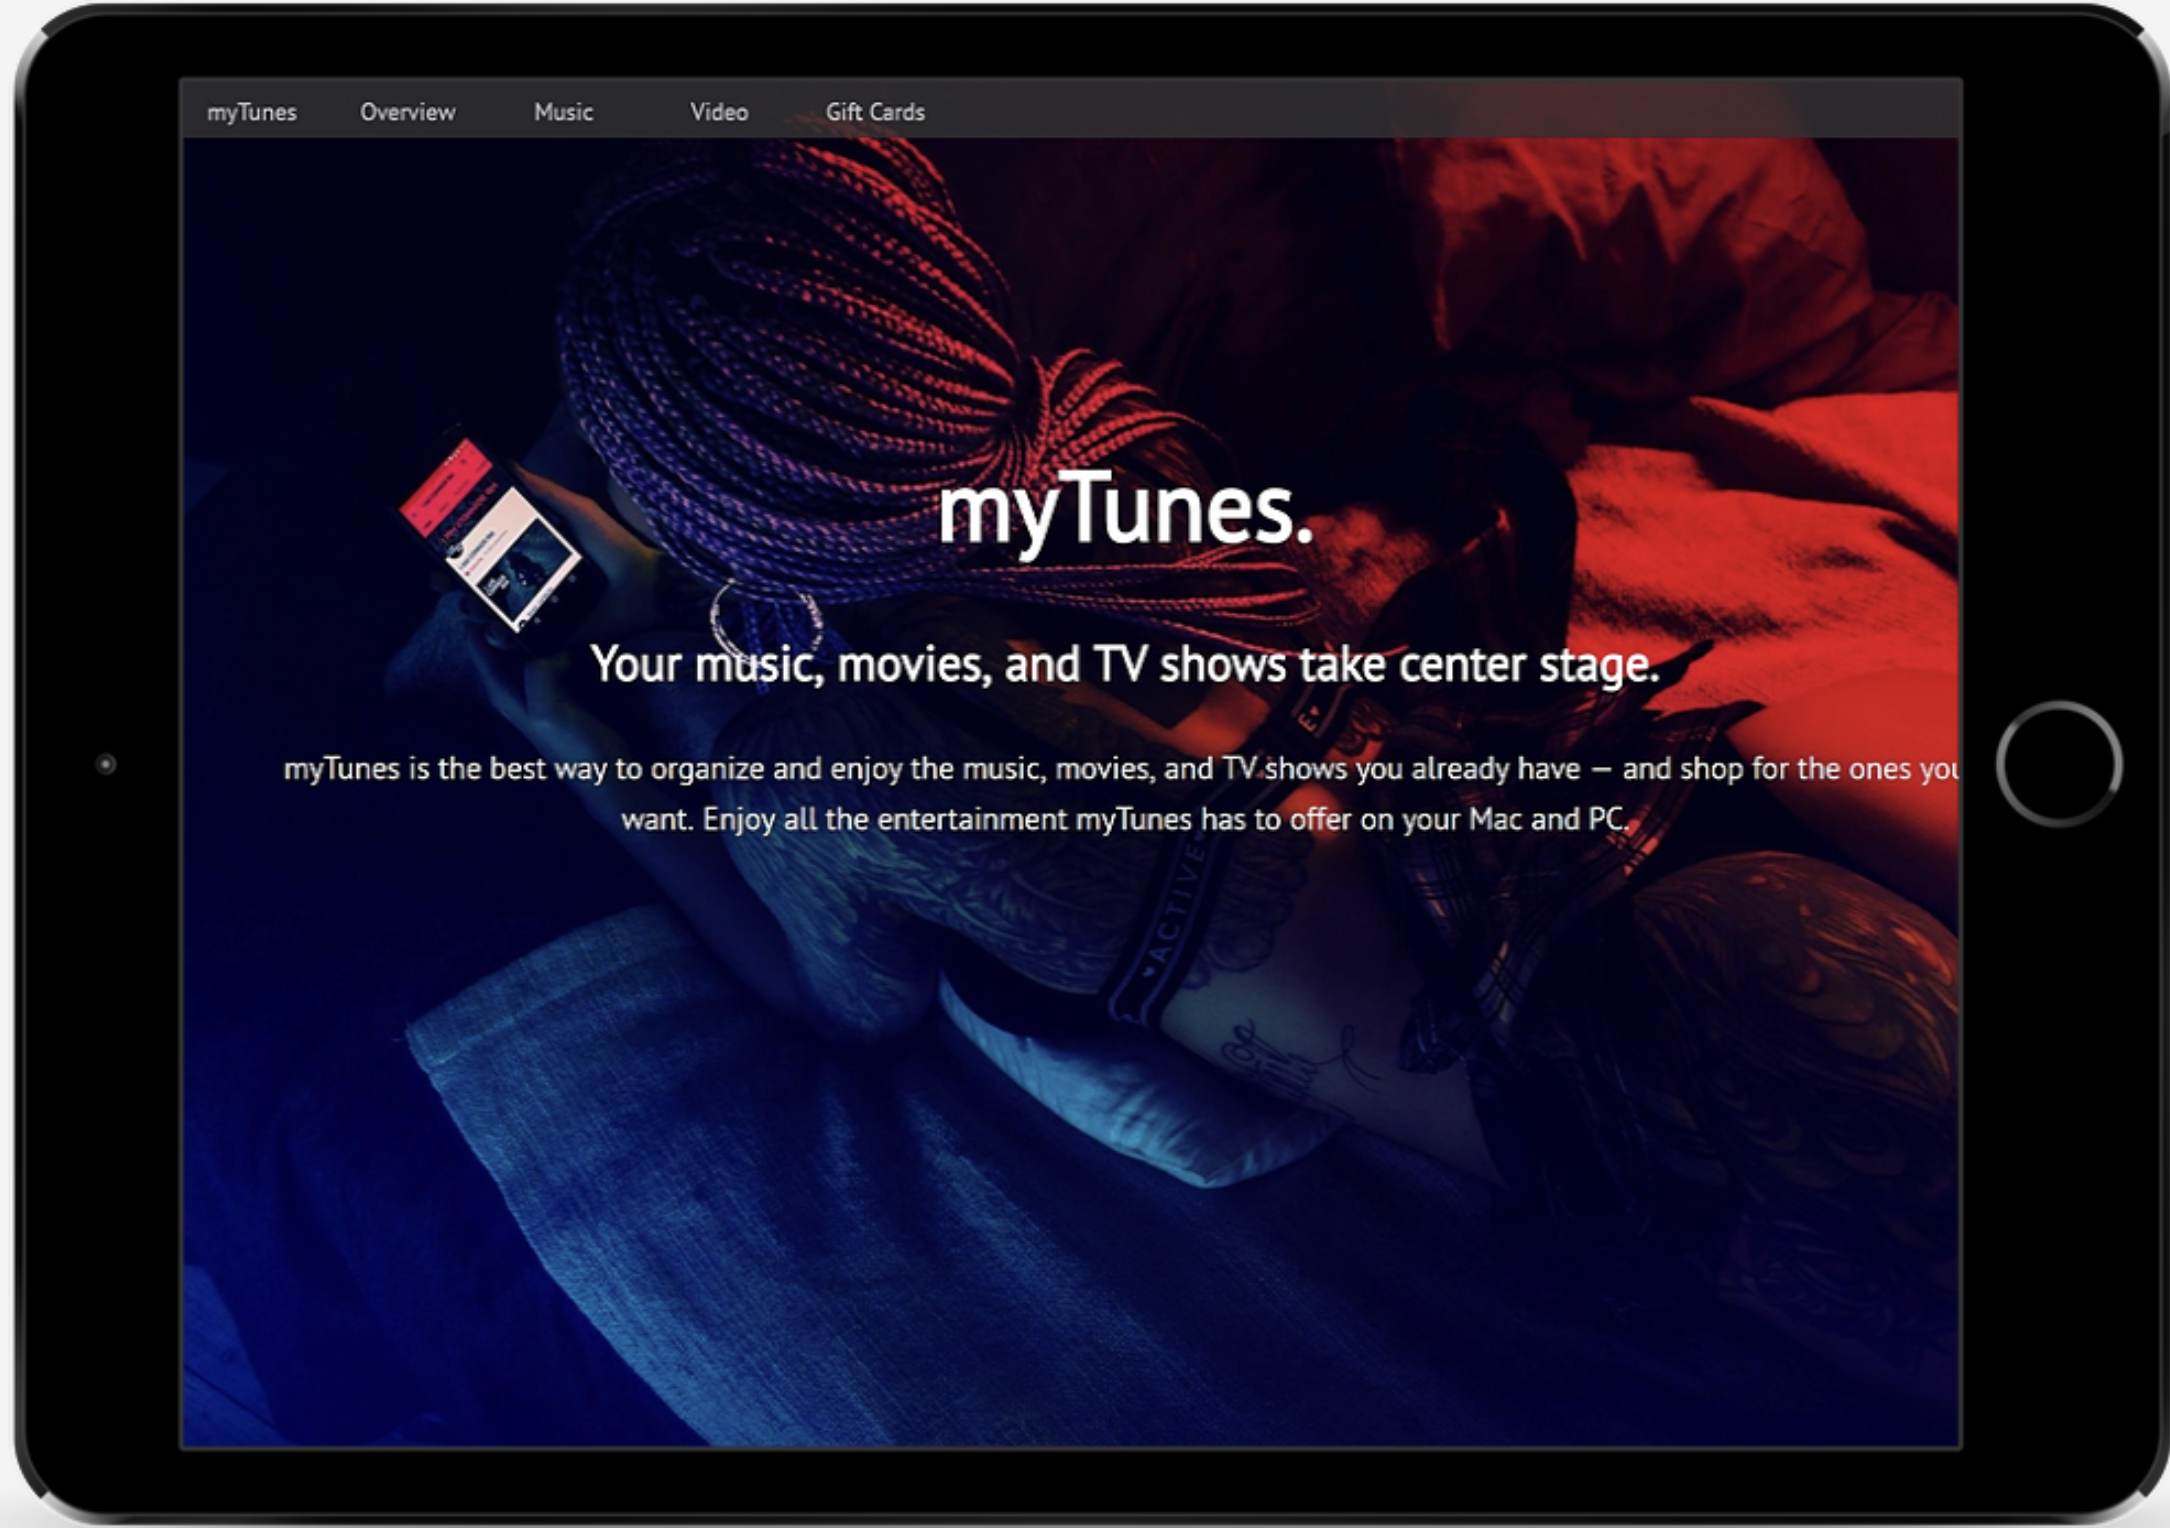 myTunes Overview Music Video Gift Cards
myTunes.
Your music, movies, and TV shows take center stage.
myTunes is the best way to organize and enjoy the music, movies, and TV shows you already have — and shop for the ones you
want. Enjoy all the entertainment myTunes has to offer on your Mac and PC.
ACTIVE